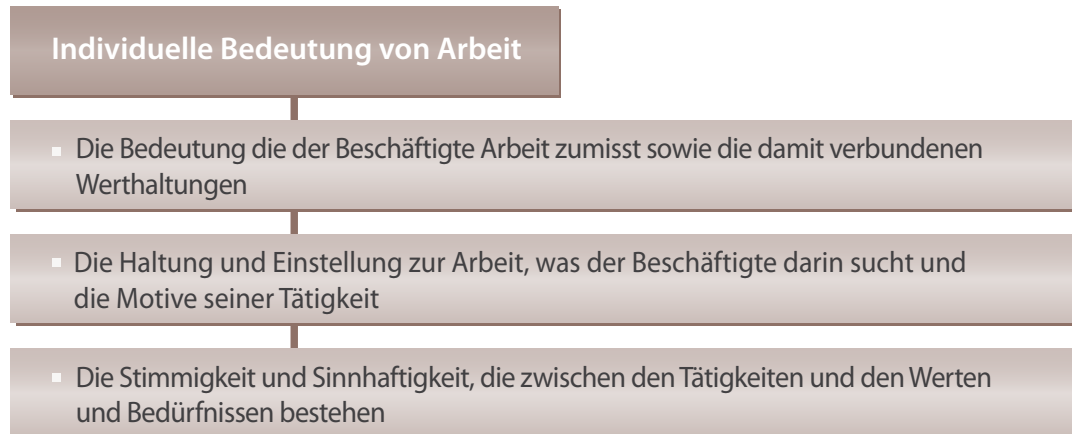 Individuelle Bedeutung von Arbeit
Die Bedeutung die der Beschäftigte Arbeit zumisst sowie die damit verbundenen
Werthaltungen
Die Haltung und Einstellung zur Arbeit, was der Beschäftigte darin sucht und
die Motive seiner Tätigkeit
Die Stimmigkeit und Sinnhaftigkeit, die zwischen den Tätigkeiten und den Werten
und Bedürfnissen bestehen